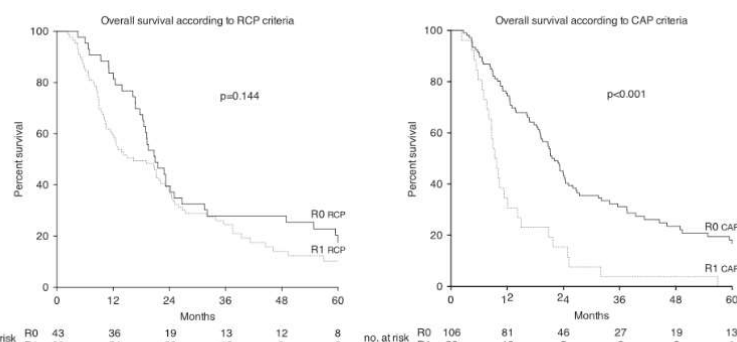 Overall survival according to RCP criteria
100
80
60
40
20
0
Percent survival
p=0.144
R0 RCP
R1 RCP
0 12 24 36 48 60
Months
risk R0 43 36 19 13 12 8
Overall survival according to CAP criteria
100
80
60
40
20
0
Percent survival
p<0.001
R0 CAP
R1 CAP
0 12 24 36 48 60
Months
no. at risk R0 106 81 46 27 19 13